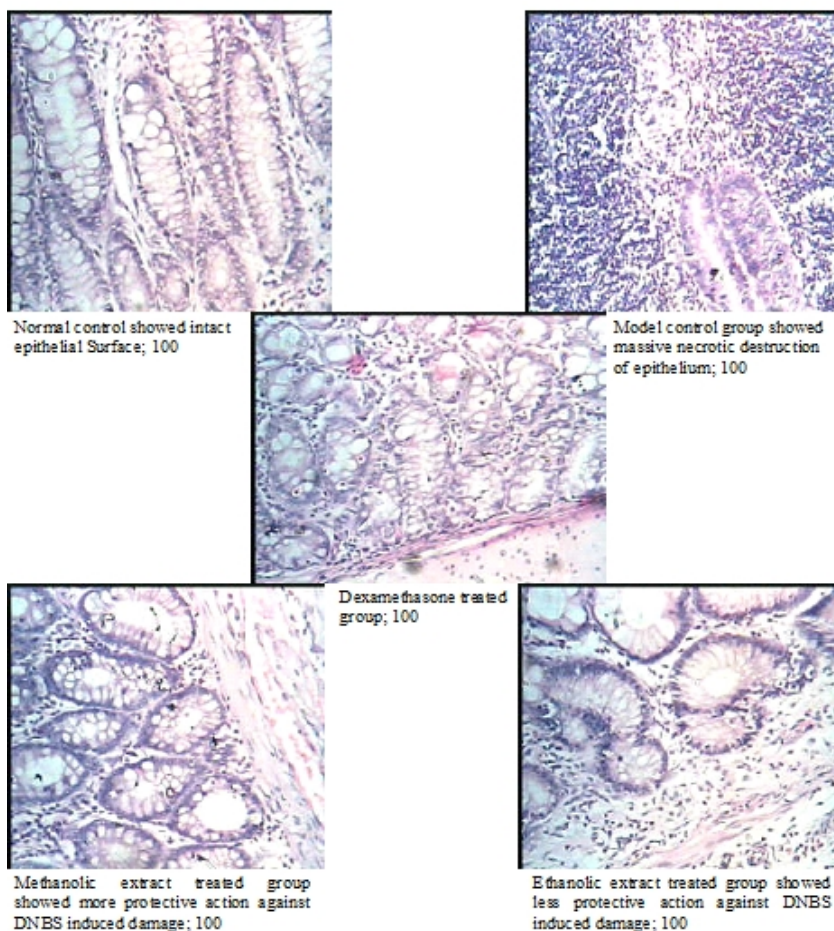 Normal control showed intact
epithelial Surface; 100
Model control group showed
massive necrotic destruction
of epithelium; 100
Dexamethasone treated
group; 100
Methanolic extract treated group
showed more protective action against
DNBS induced damage; 100
Ethanolic extract treated group showed
less protective action against DNBS
induced damage; 100